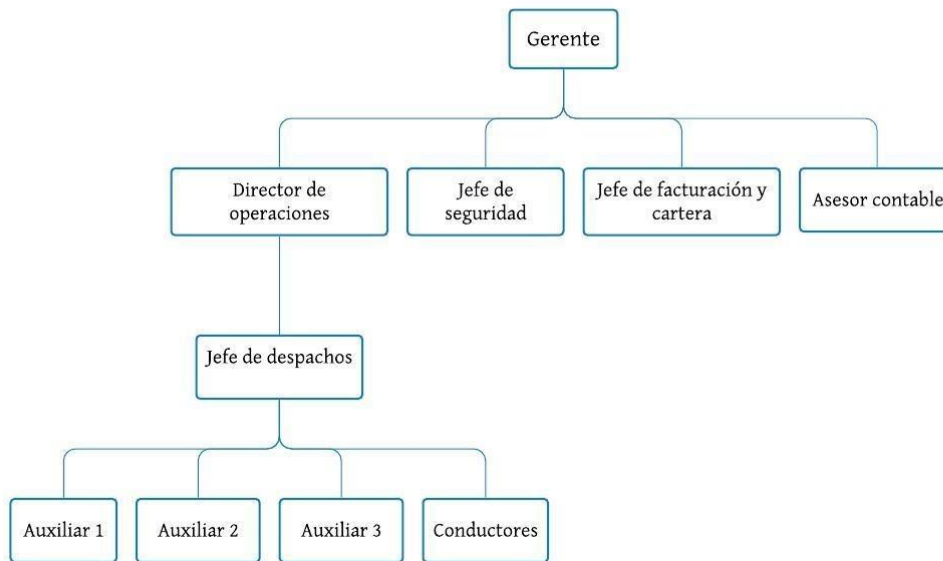 Gerente
Director de
operaciones
Jefe de
seguridad
Jefe de facturación y
cartera
Asesor contable
Jefe de despachos
Auxiliar 1
Auxiliar 2
Auxiliar 3
Conductores